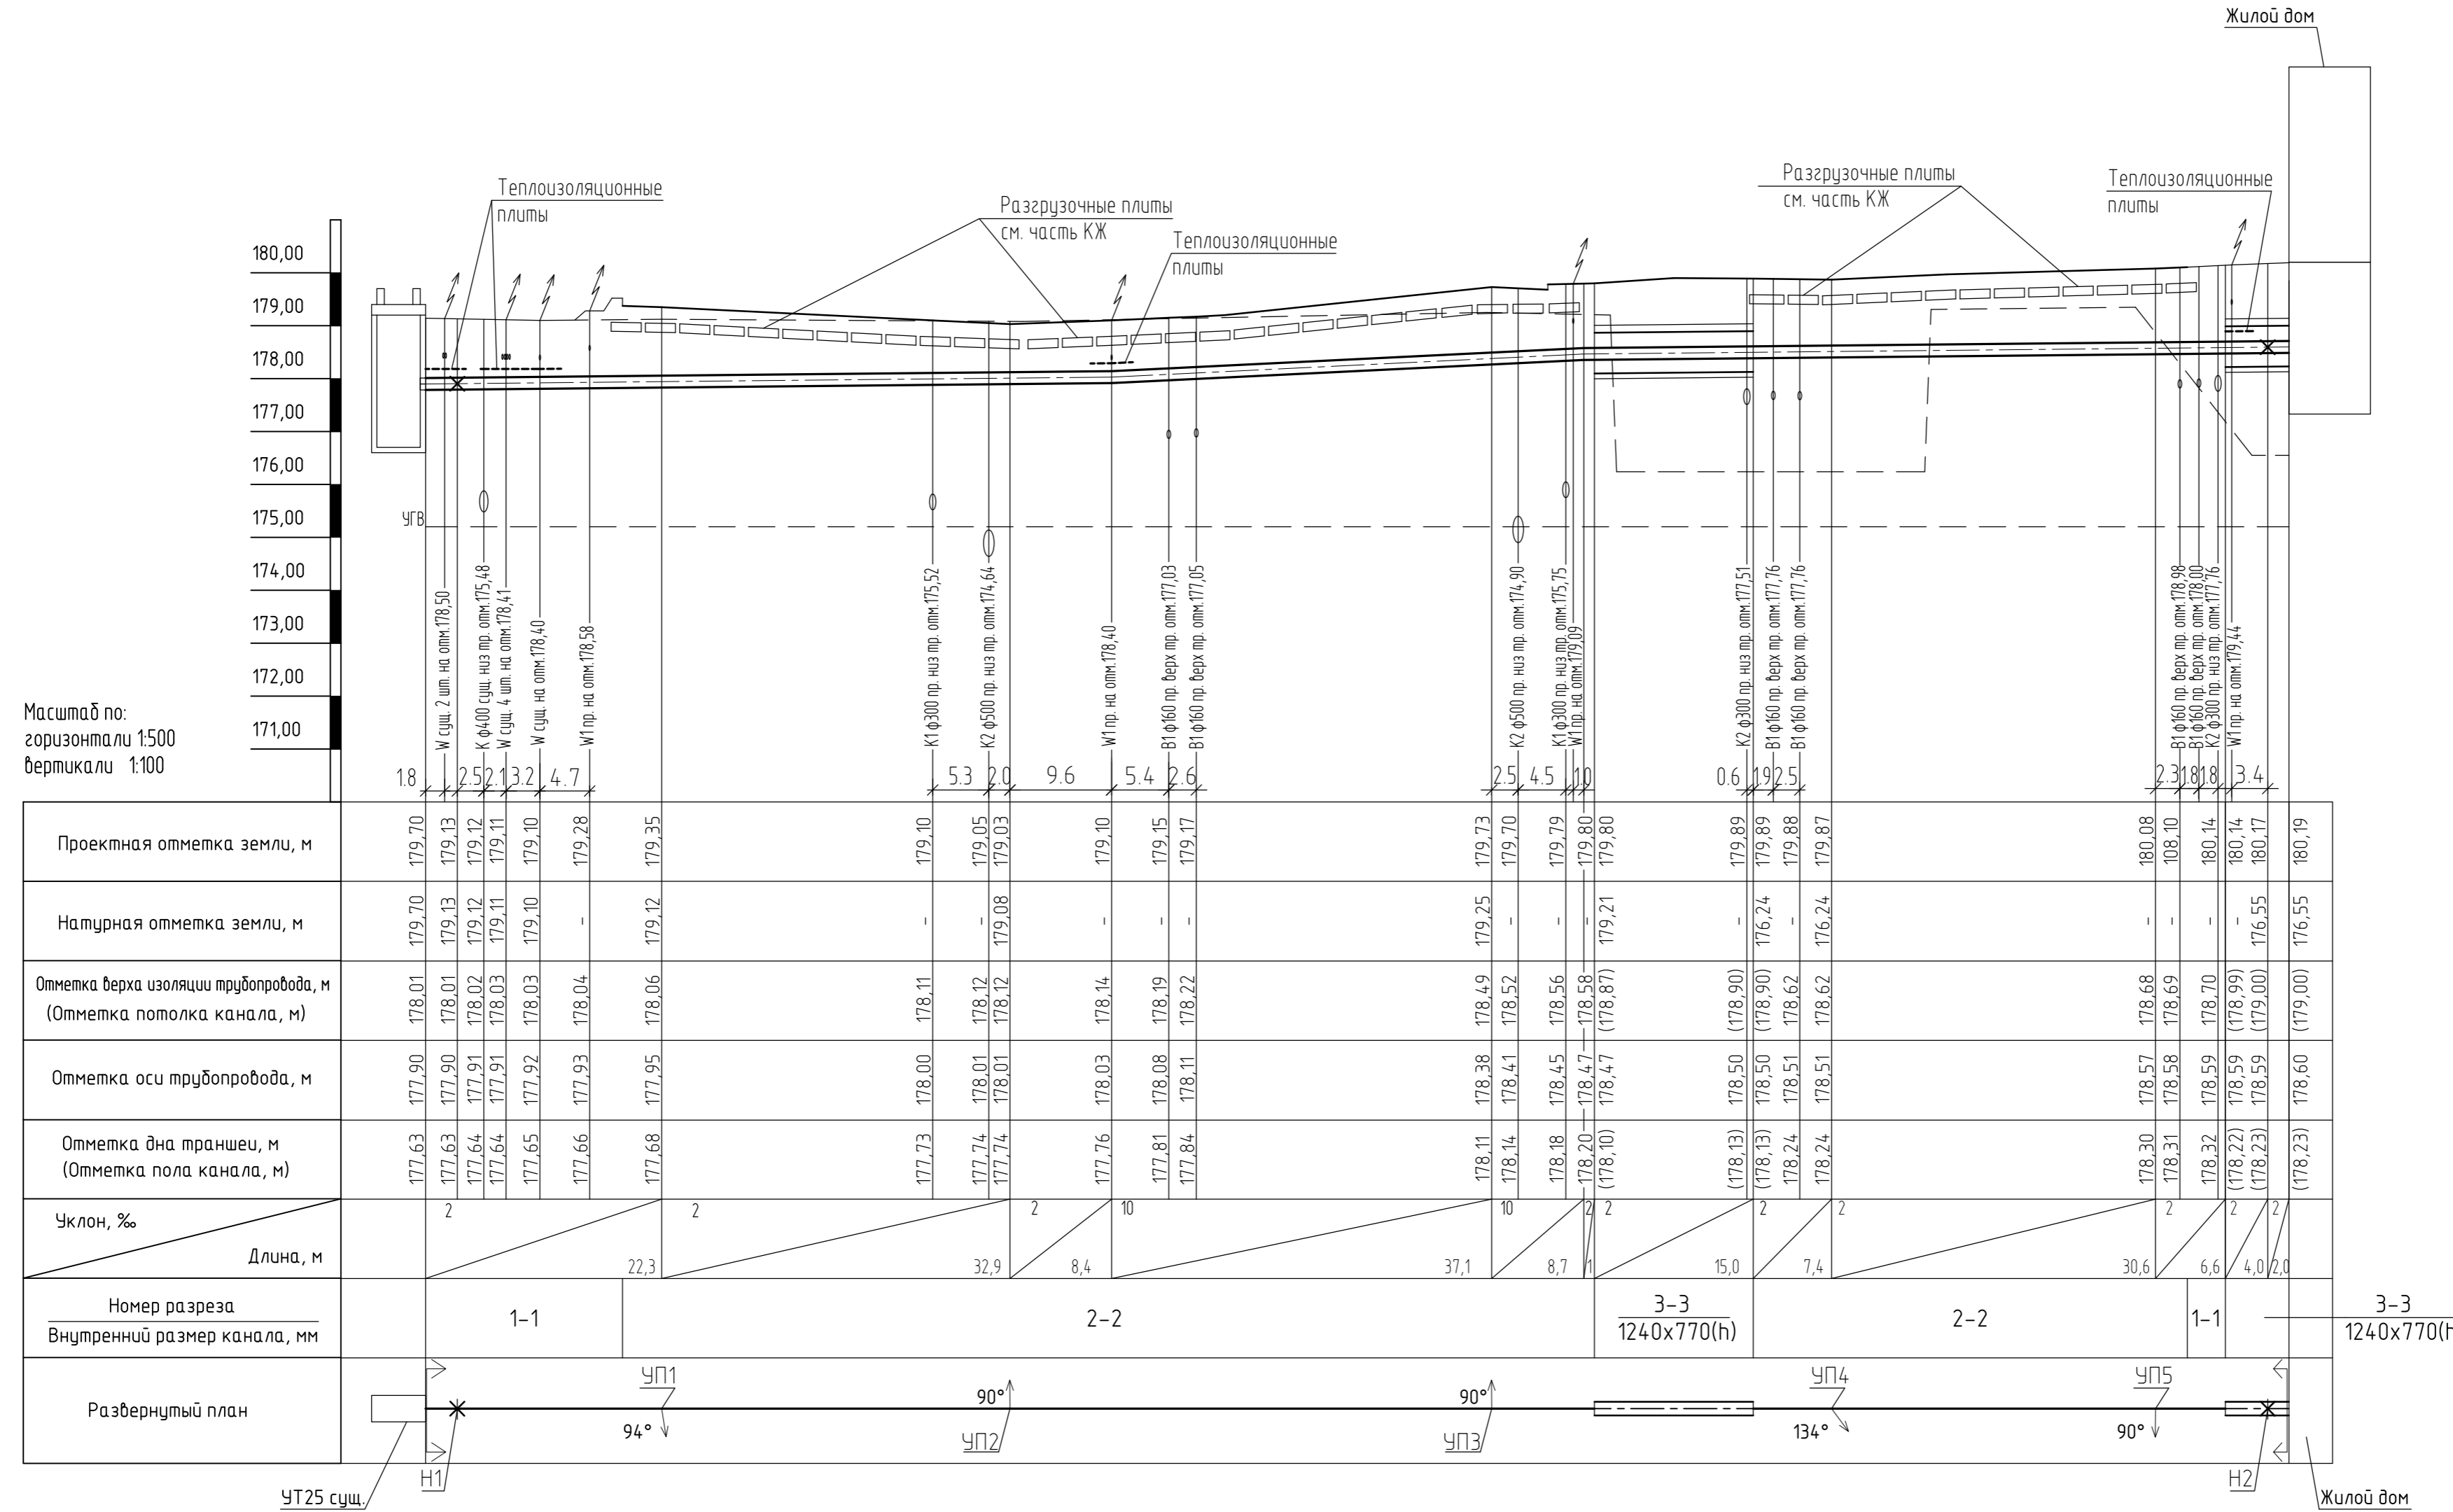 Жилой дом
Теплоизоляционные
плиты
Разгрузочные плиты
см. часть КЖ
Теплоизоляционные
плиты
Разгрузочные плиты
см. часть КЖ
Теплоизоляционные
плиты
180,00
179,00
178,00
177,00
176,00
175,00
174,00
173,00
172,00
171,00
УГВ
Масштаб по:
горизонтали 1:500
вертикали 1:100
W сущ. 2 шт. на отм.178,50
К ф400 сущ. низ тр. отм.175,48
W сущ. 4 шт. на отм.178,41
W сущ. на отм.178,40
W1 пр. на отм.178,58
К1 ф300 пр. низ тр. отм.175,52
К2 ф500 пр. низ тр. отм.174,64
W1 пр. на отм.178,40
В1 ф160 пр. верх тр. отм.177,03
В1 ф160 пр. верх тр. отм.177,05
К2 ф500 пр. низ тр. отм.174,90
К1 ф300 пр. низ тр. отм.175,75
W1 пр. на отм.179,09
К2 ф300 пр. низ тр. отм.177,51
В1 ф160 пр. верх тр. отм.177,76
В1 ф160 пр. верх тр. отм.177,76
В1 ф160 пр. верх тр. отм.178,98
В1 ф160 пр. верх тр. отм.178,00
К2 ф300 пр. низ тр. отм.177,76
W1 пр. на отм.179,44
1.8 2.5 2.1 3.2 4.7 5.3 2.0 9.6 5.4 2.6 2.5 4.5 1.0 0.6 1.9 2.5 2.3 1.8 1.8 3.4
Проектная отметка земли, м
179,70 179,13 179,12 179,11 179,10 179,28 179,35 179,10 179,05 179,03 179,10 179,15 179,17 179,73 179,70 179,79 179,80 179,80 179,89 179,89 179,88 179,87 180,08 108,10 180,14 180,14 180,17 180,19
Натурная отметка земли, м
179,70 179,13 179,12 179,11 179,10 - 179,12 - - 179,08 - - - 179,25 - - - 179,21 - 176,24 - 176,24 - - - - 176,55 176,55
Отметка верха изоляции трубопровода, м
(Отметка потолка канала, м)
178,01 178,01 178,02 178,03 178,03 178,04 178,06 178,11 178,12 178,12 178,14 178,19 178,22 178,49 178,52 178,56 178,58 (178,87) (178,90) (178,90) 178,62 178,62 178,68 178,69 178,70 (178,99) (179,00) (179,00)
Отметка оси трубопровода, м
177,90 177,90 177,91 177,91 177,92 177,93 177,95 178,00 178,01 178,01 178,03 178,08 178,11 178,38 178,41 178,45 178,47 178,47 178,50 178,50 178,51 178,51 178,57 178,58 178,59 178,59 178,59 178,60
Отметка дна траншеи, м
(Отметка пола канала, м)
177,63 177,63 177,64 177,64 177,65 177,66 177,68 177,73 177,74 177,74 177,76 177,81 177,84 178,11 178,14 178,18 178,20 (178,10) (178,13) (178,13) 178,24 178,24 178,30 178,31 178,32 (178,22) (178,23) (178,23)
Уклон, ‰
2 2 2 10 10 2 2 2 2 2 2 2
Длина, м
22,3 32,9 8,4 37,1 8,7 1 15,0 7,4 30,6 6,6 4,0 2,0
Номер разреза
Внутренний размер канала, мм
1-1
2-2
3-3
1240х770(h)
2-2
1-1
3-3
1240х770(h
Развернутый план
УП1
94°
90°
УП2
90°
УП3
УП4
134°
УП5
90°
Н1
Н2
УТ25 сущ.
Жилой дом